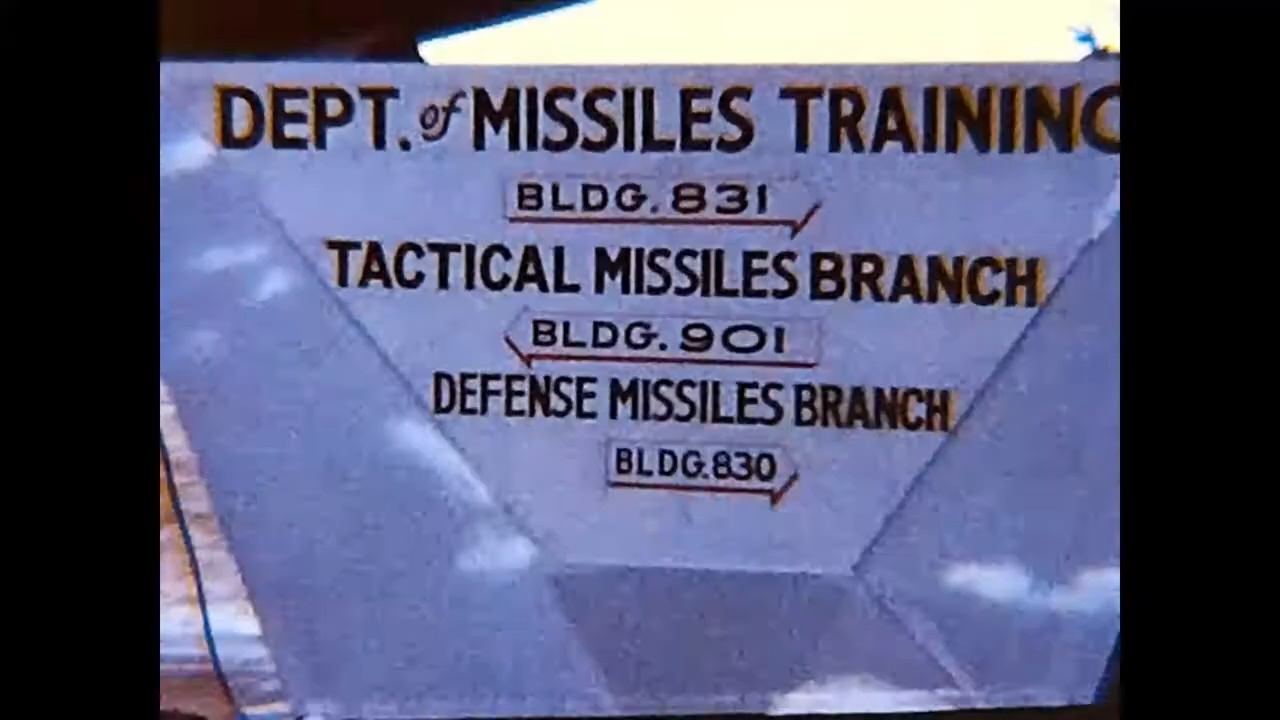 DEPT. of MISSILES TRAINING
BLDG. 831
TACTICAL MISSILES BRANCH
BLDG. 901
DEFENSE MISSILES BRANCH
BLDG. 830